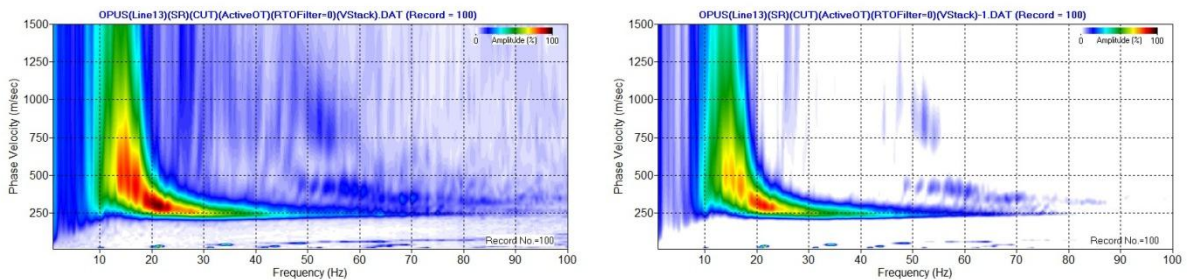 OPUS(Line13)(SR)(CUT)(ActiveOT)(RTOFilter=0)(VStack).DAT (Record = 100)
1500
1250
1000
750
500
250
Phase Velocity (m/sec)
0 Amplitude (%) 100
Record No.=100
10 20 30 40 50 60 70 80 90 100
Frequency (Hz)
OPUS(Line13)(SR)(CUT)(ActiveOT)(RTOFilter=0)(VStack)-1.DAT (Record = 100)
1500
1250
1000
750
500
250
Phase Velocity (m/sec)
0 Amplitude (%) 100
Record No.=100
10 20 30 40 50 60 70 80 90 100
Frequency (Hz)